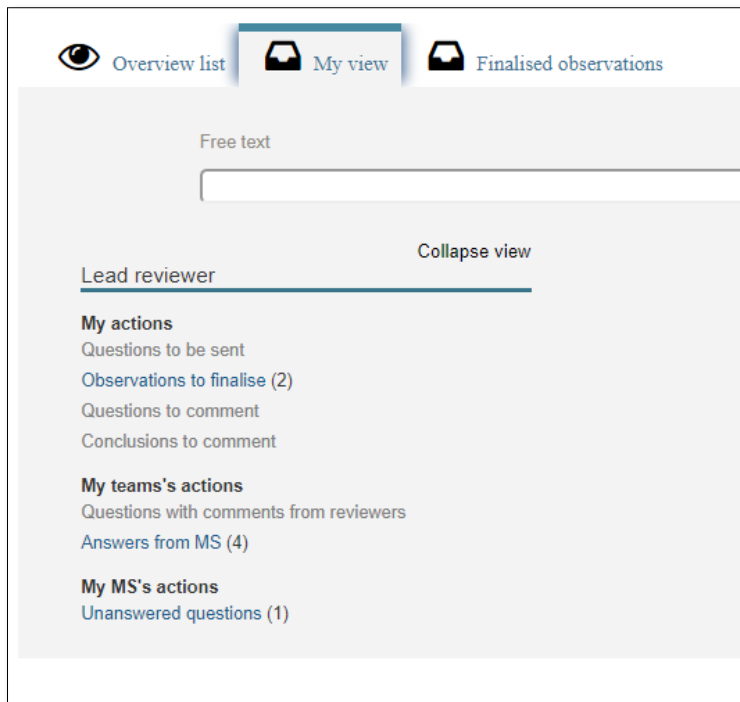 Overview list My view Finalised observations
Free text
Collapse view
Lead reviewer
My actions
Questions to be sent
Observations to finalise (2)
Questions to comment
Conclusions to comment
My teams's actions
Questions with comments from reviewers
Answers from MS (4)
My MS's actions
Unanswered questions (1)